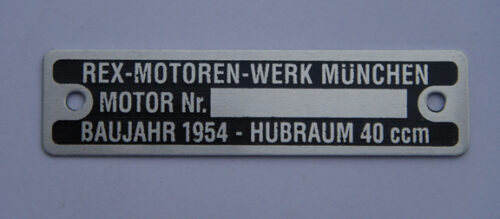 REX-MOTOREN-WERK MÜNCHEN
MOTOR Nr.
BAUJAHR 1954 - HUBRAUM 40 ccm